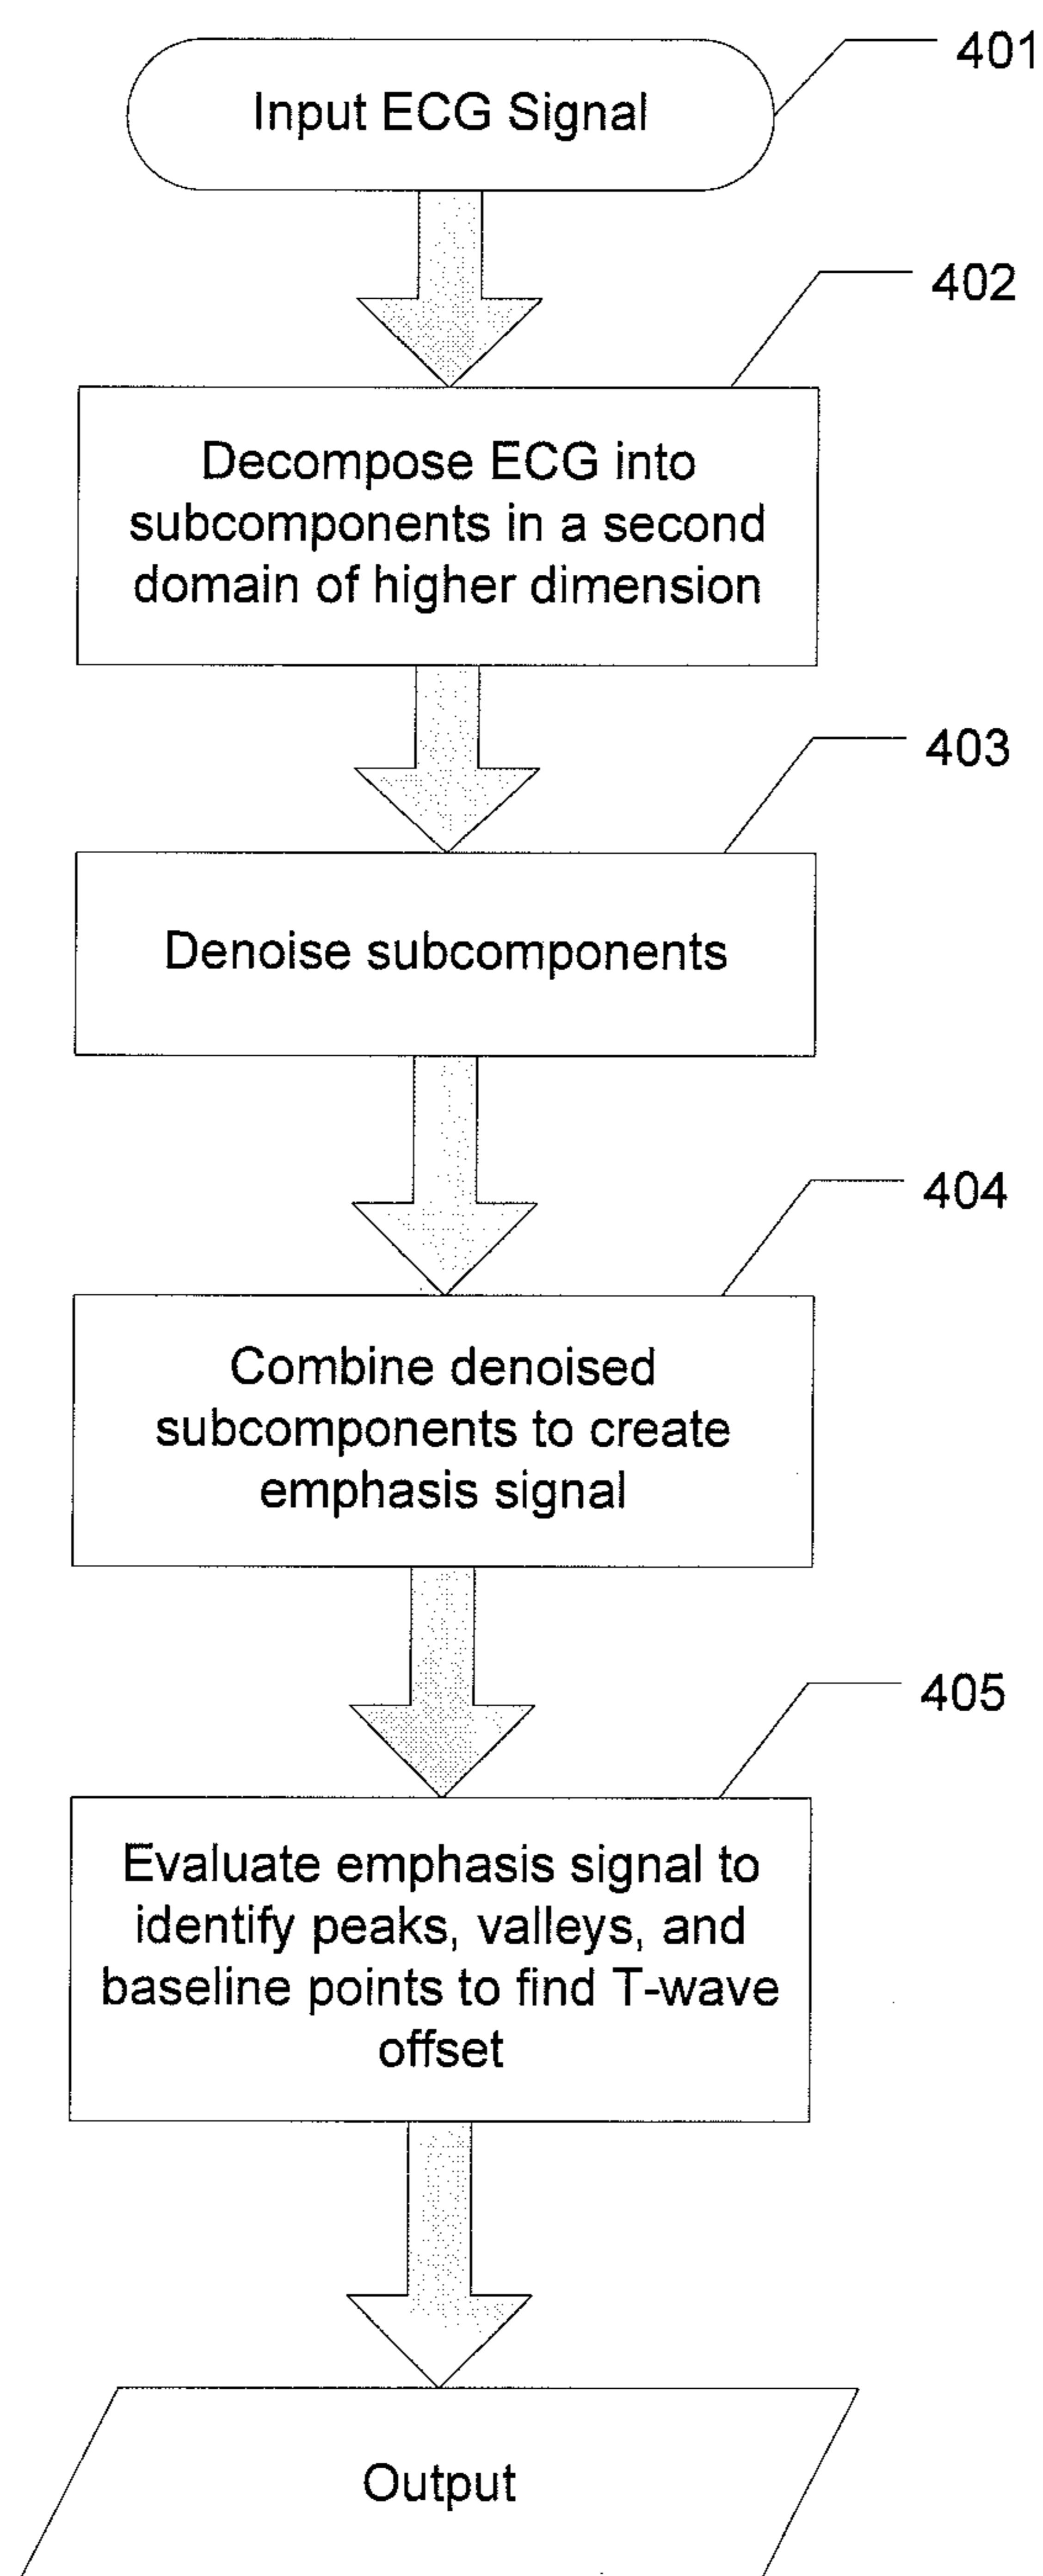 401
Input ECG Signal
402
Decompose ECG into
subcomponents in a second
domain of higher dimension
403
Denoise subcomponents
404
Combine denoised
subcomponents to create
emphasis signal
405
Evaluate emphasis signal to
identify peaks, valleys, and
baseline points to find T-wave
offset
Output